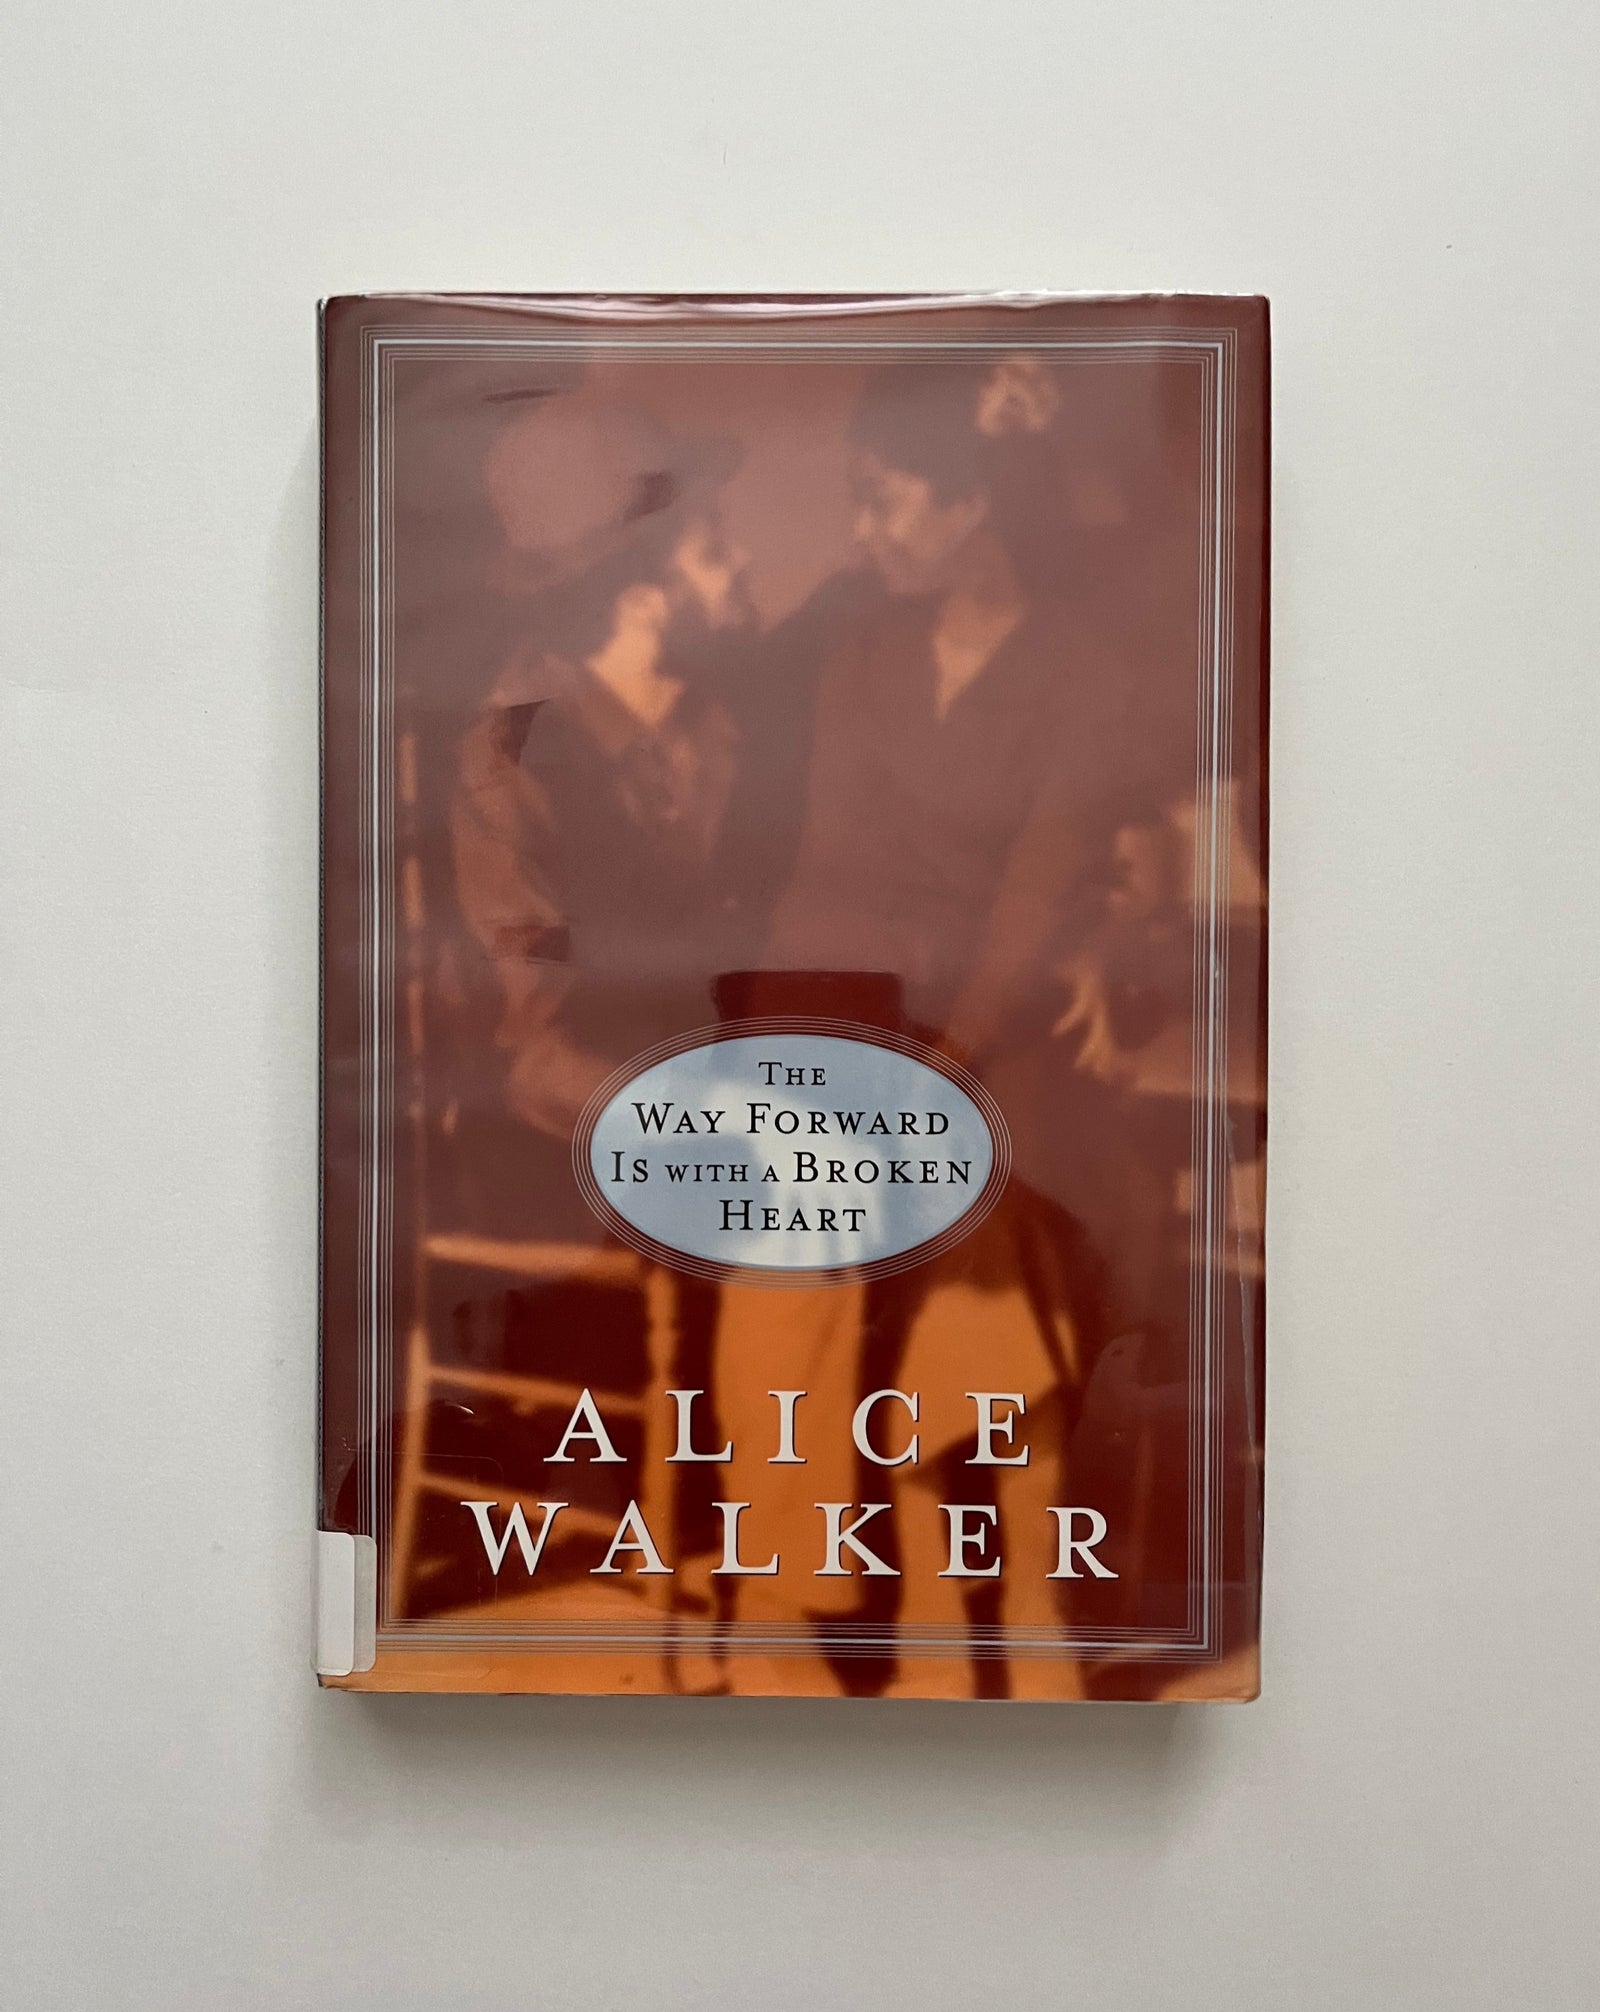 The
Way Forward
Is with a Broken
Heart
ALICE
WALKER